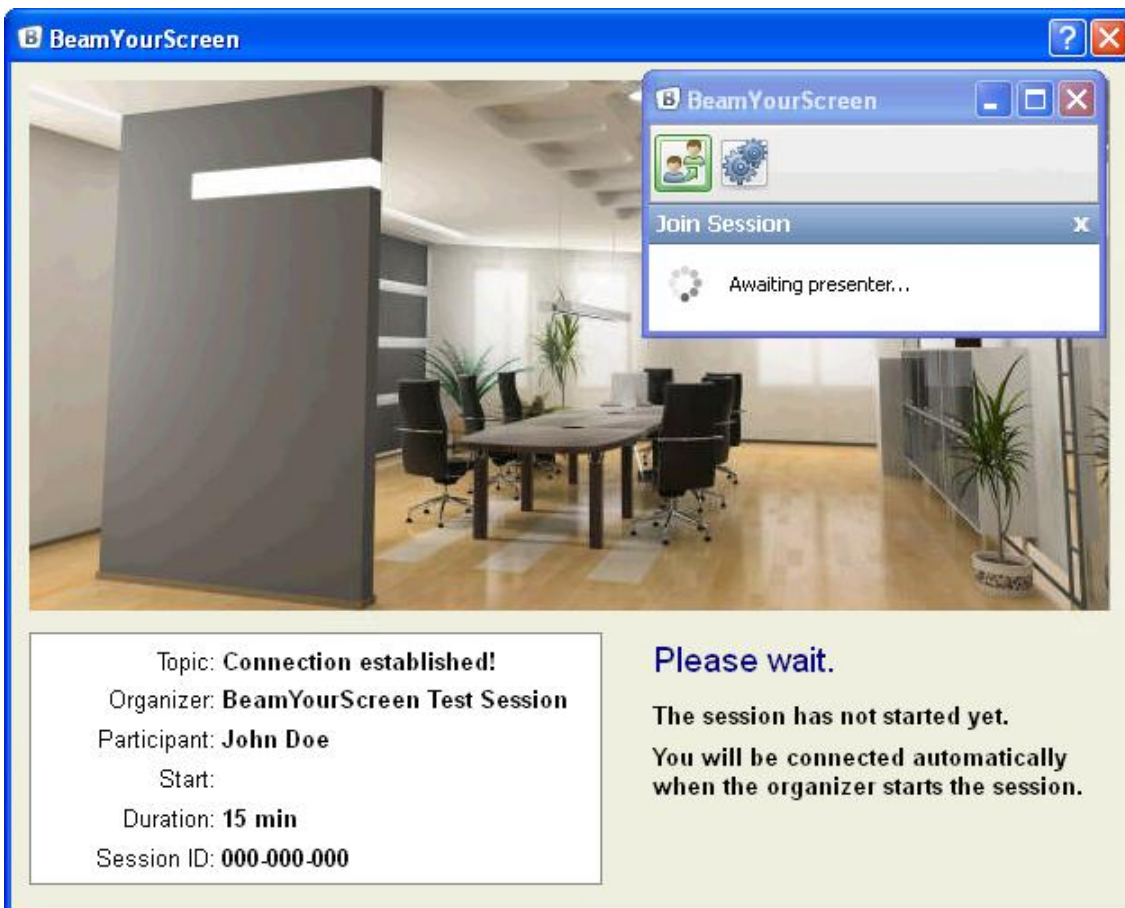 BeamYourScreen
BeamYourScreen
Join Session x
Awaiting presenter...
Topic: Connection established!
Organizer: BeamYourScreen Test Session
Participant: John Doe
Start:
Duration: 15 min
Session ID: 000-000-000
Please wait.
The session has not started yet.
You will be connected automatically
when the organizer starts the session.